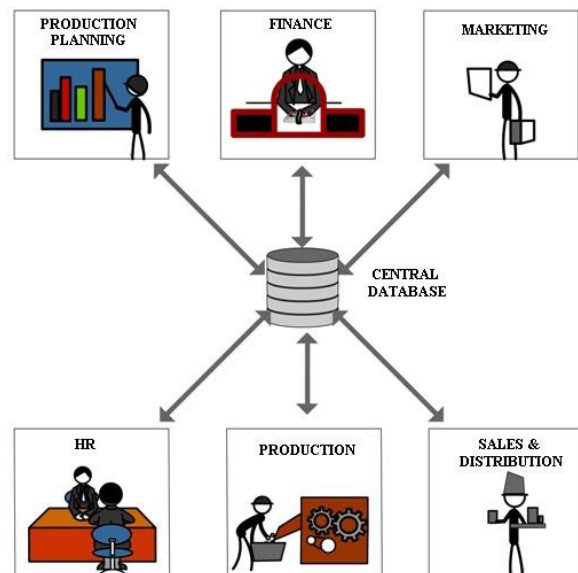 PRODUCTION
PLANNING
FINANCE
MARKETING
CENTRAL
DATABASE
HR
PRODUCTION
SALES &
DISTRIBUTION